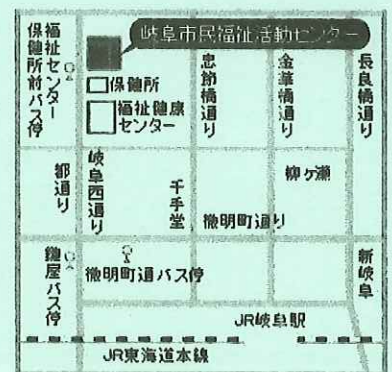 岐阜市民福祉活動センター
福祉センター
保健所前バス停
保健所
福祉健康
センター
忠節橋通り
金華橋通り
長良橋通り
都通り
岐阜西通り
千手堂
柳ヶ瀬
徹明町通り
鍵屋バス停
徹明町通バス停
新岐阜
JR岐阜駅
JR東海道本線